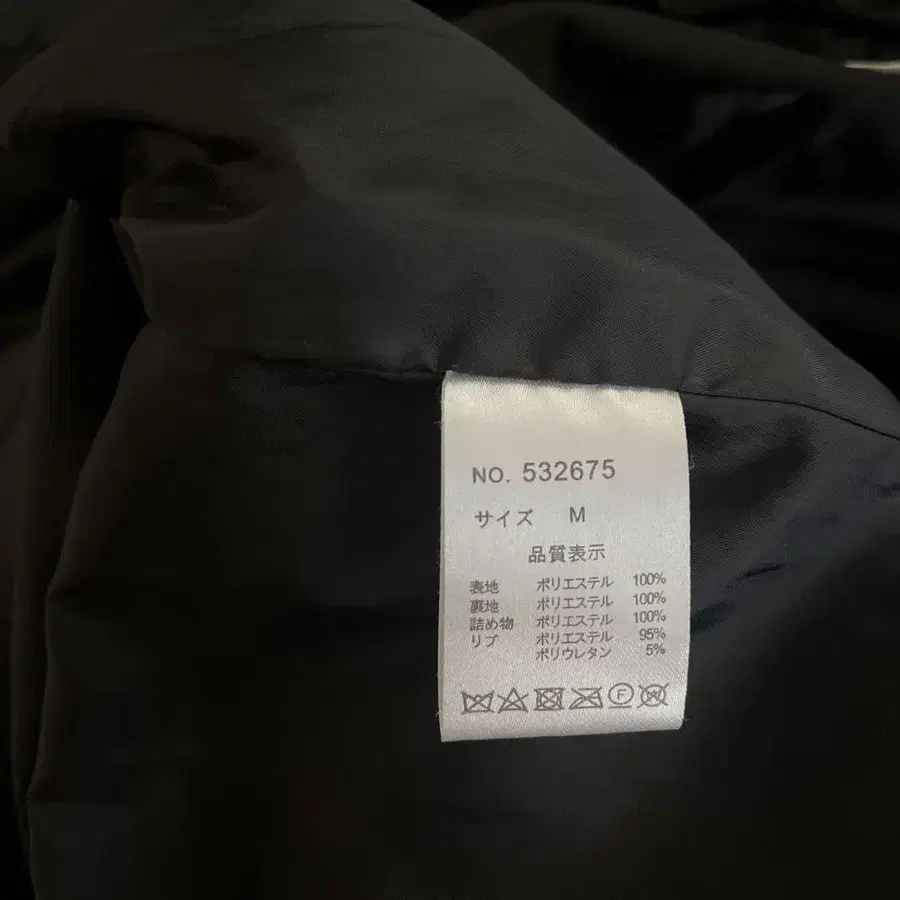 NO. 532675
サイズ M
品質表示
表地 ポリエステル 100%
裏地 ポリエステル 100%
詰め物 ポリエステル 100%
リブ ポリエステル 95%
ポリウレタン 5%
F W